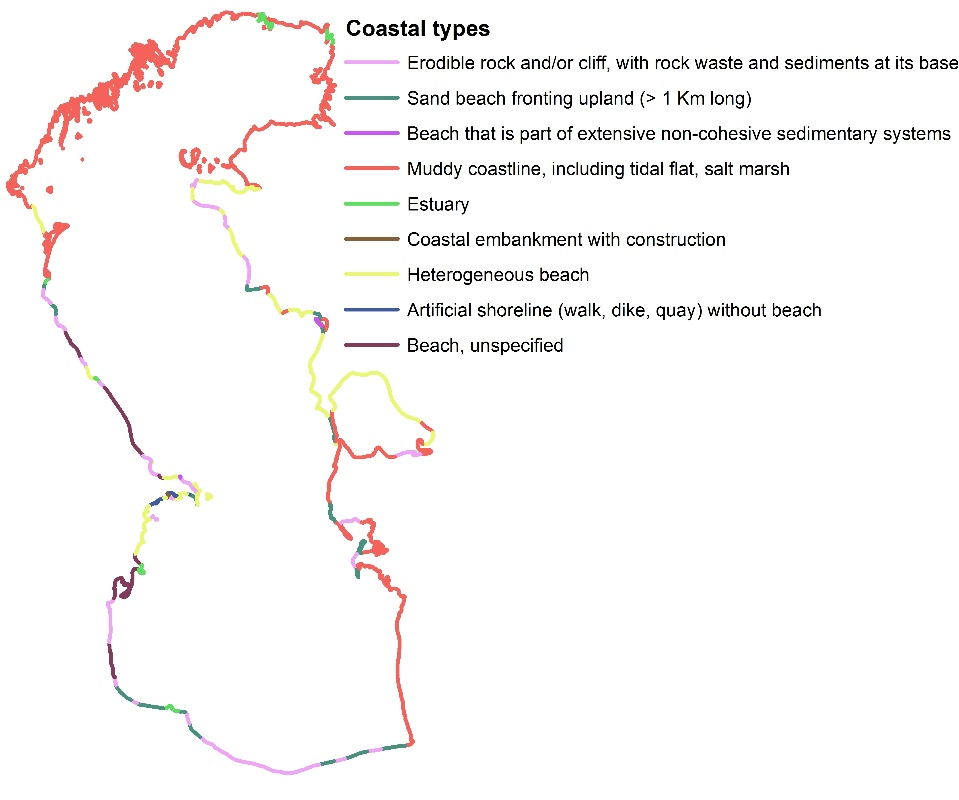 Coastal types
Erodible rock and/or cliff, with rock waste and sediments at its base
Sand beach fronting upland (> 1 Km long)
Beach that is part of extensive non-cohesive sedimentary systems
Muddy coastline, including tidal flat, salt marsh
Estuary
Coastal embankment with construction
Heterogeneous beach
Artificial shoreline (walk, dike, quay) without beach
Beach, unspecified